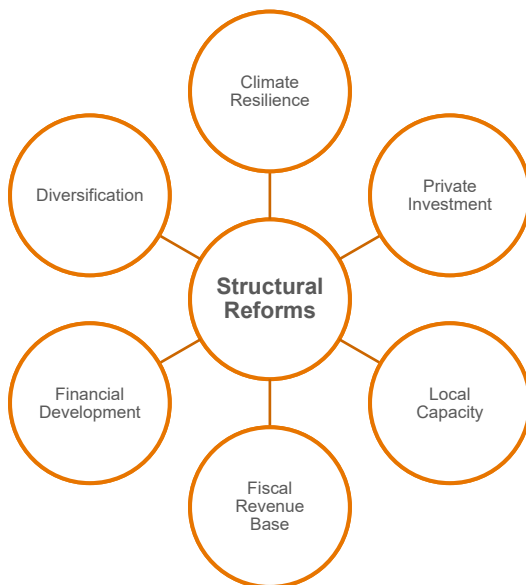 Climate
Resilience
Private
Investment
Local
Capacity
Fiscal
Revenue
Base
Financial
Development
Diversification
Structural
Reforms